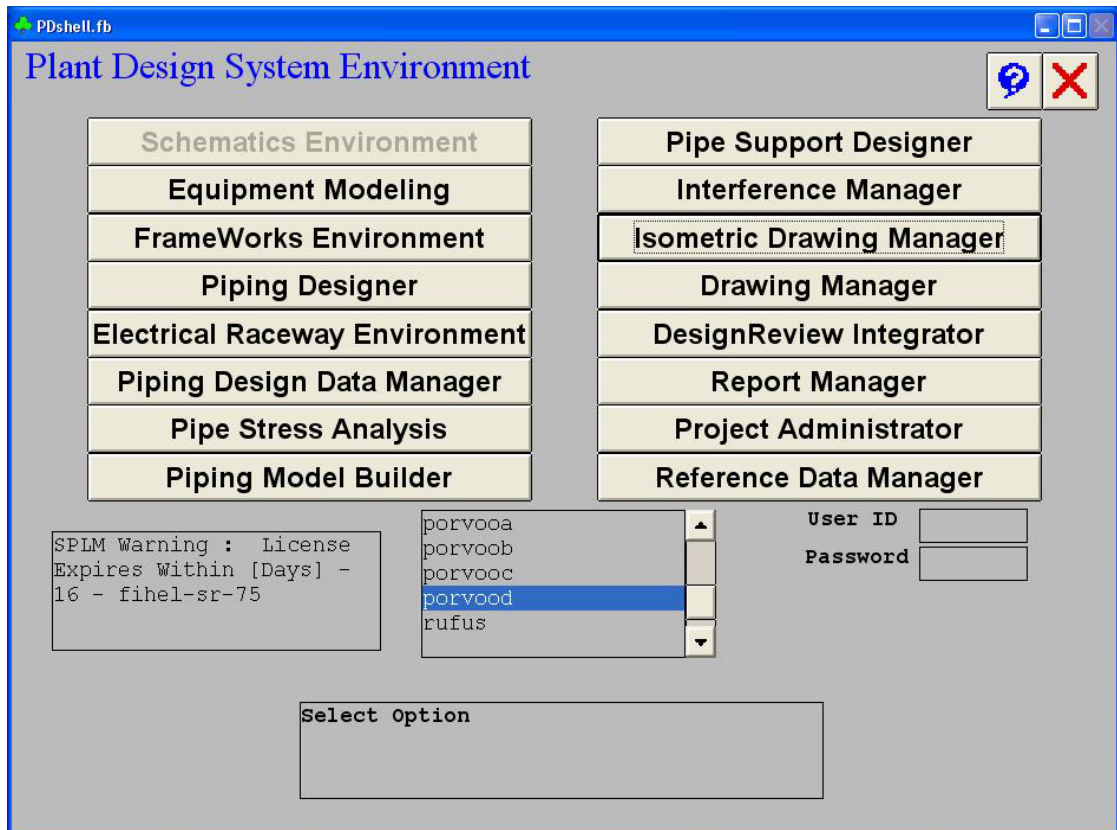 PDshell.fb
Plant Design System Environment
Schematics Environment
Equipment Modeling
FrameWorks Environment
Piping Designer
Electrical Raceway Environment
Piping Design Data Manager
Pipe Stress Analysis
Piping Model Builder
Pipe Support Designer
Interference Manager
Isometric Drawing Manager
Drawing Manager
DesignReview Integrator
Report Manager
Project Administrator
Reference Data Manager
SPLM Warning :  License
Expires Within [Days] -
16 - fihel-sr-75
porvooa
porvoob
porvooc
porvood
rufus
User ID
Password
Select Option